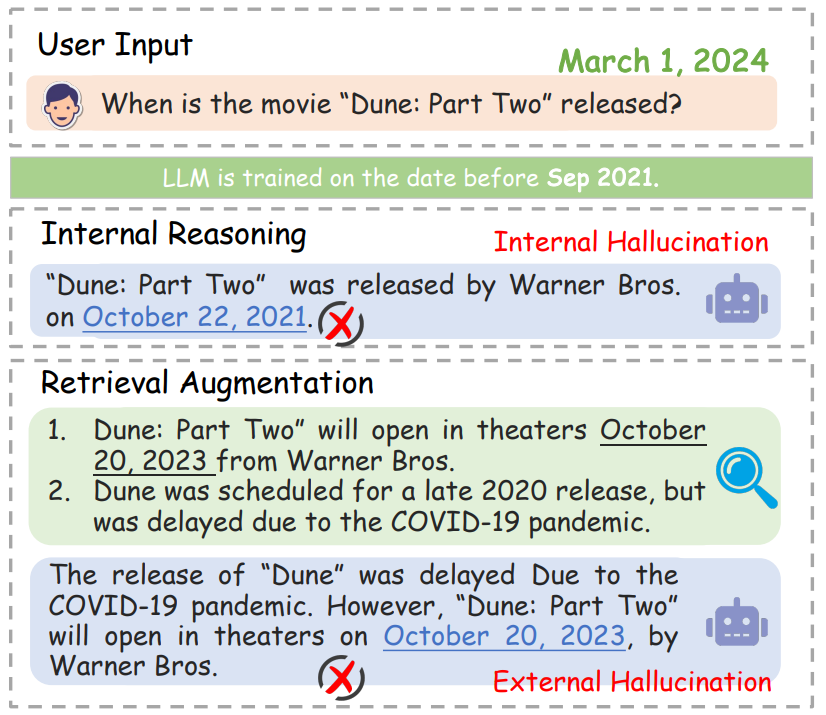 User Input
March 1, 2024
When is the movie “Dune: Part Two” released?
LLM is trained on the date before Sep 2021.
Internal Reasoning
Internal Hallucination
“Dune: Part Two” was released by Warner Bros.
on October 22, 2021.
Retrieval Augmentation
1. Dune: Part Two” will open in theaters October
20, 2023 from Warner Bros.
2. Dune was scheduled for a late 2020 release, but
was delayed due to the COVID-19 pandemic.
The release of “Dune” was delayed Due to the
COVID-19 pandemic. However, “Dune: Part Two”
will open in theaters on October 20, 2023, by
Warner Bros.
External Hallucination